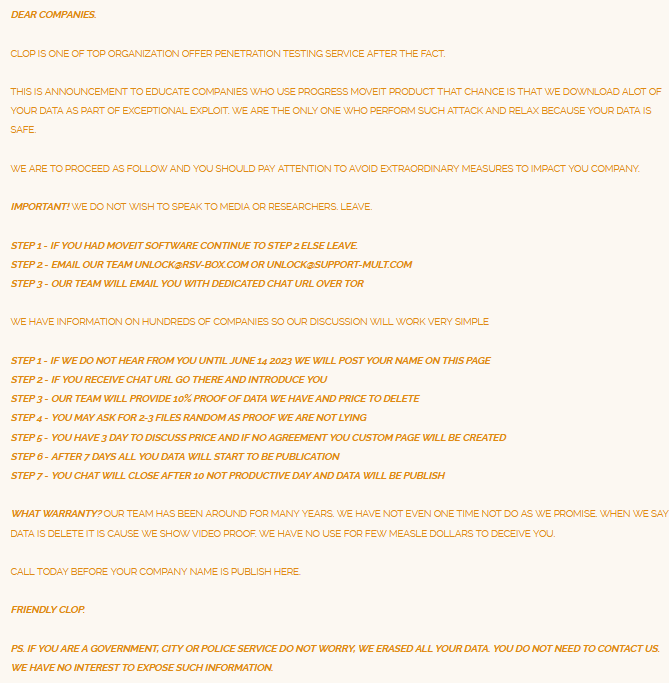 DEAR COMPANIES.
CLOP IS ONE OF TOP ORGANIZATION OFFER PENETRATION TESTING SERVICE AFTER THE FACT.
THIS IS ANNOUNCEMENT TO EDUCATE COMPANIES WHO USE PROGRESS MOVEIT PRODUCT THAT CHANCE IS THAT WE DOWNLOAD ALOT OF
YOUR DATA AS PART OF EXCEPTIONAL EXPLOIT. WE ARE THE ONLY ONE WHO PERFORM SUCH ATTACK AND RELAX BECAUSE YOUR DATA IS
SAFE.
WE ARE TO PROCEED AS FOLLOW AND YOU SHOULD PAY ATTENTION TO AVOID EXTRAORDINARY MEASURES TO IMPACT YOU COMPANY.
IMPORTANT! WE DO NOT WISH TO SPEAK TO MEDIA OR RESEARCHERS. LEAVE.
STEP 1 - IF YOU HAD MOVEIT SOFTWARE CONTINUE TO STEP 2 ELSE LEAVE.
STEP 2 - EMAIL OUR TEAM UNLOCK@RSV-BOX.COM OR UNLOCK@SUPPORT-MULT.COM
STEP 3 - OUR TEAM WILL EMAIL YOU WITH DEDICATED CHAT URL OVER TOR
WE HAVE INFORMATION ON HUNDREDS OF COMPANIES SO OUR DISCUSSION WILL WORK VERY SIMPLE
STEP 1 - IF WE DO NOT HEAR FROM YOU UNTIL JUNE 14 2023 WE WILL POST YOUR NAME ON THIS PAGE
STEP 2 - IF YOU RECEIVE CHAT URL GO THERE AND INTRODUCE YOU
STEP 3 - OUR TEAM WILL PROVIDE 10% PROOF OF DATA WE HAVE AND PRICE TO DELETE
STEP 4 - YOU MAY ASK FOR 2-3 FILES RANDOM AS PROOF WE ARE NOT LYING
STEP 5 - YOU HAVE 3 DAY TO DISCUSS PRICE AND IF NO AGREEMENT YOU CUSTOM PAGE WILL BE CREATED
STEP 6 - AFTER 7 DAYS ALL YOU DATA WILL START TO BE PUBLICATION
STEP 7 - YOU CHAT WILL CLOSE AFTER 10 NOT PRODUCTIVE DAY AND DATA WILL BE PUBLISH
WHAT WARRANTY? OUR TEAM HAS BEEN AROUND FOR MANY YEARS. WE HAVE NOT EVEN ONE TIME NOT DO AS WE PROMISE. WHEN WE SAY
DATA IS DELETE IT IS CAUSE WE SHOW VIDEO PROOF. WE HAVE NO USE FOR FEW MEASLE DOLLARS TO DECEIVE YOU.
CALL TODAY BEFORE YOUR COMPANY NAME IS PUBLISH HERE.
FRIENDLY CLOP.
PS. IF YOU ARE A GOVERNMENT, CITY OR POLICE SERVICE DO NOT WORRY, WE ERASED ALL YOUR DATA. YOU DO NOT NEED TO CONTACT US.
WE HAVE NO INTEREST TO EXPOSE SUCH INFORMATION.